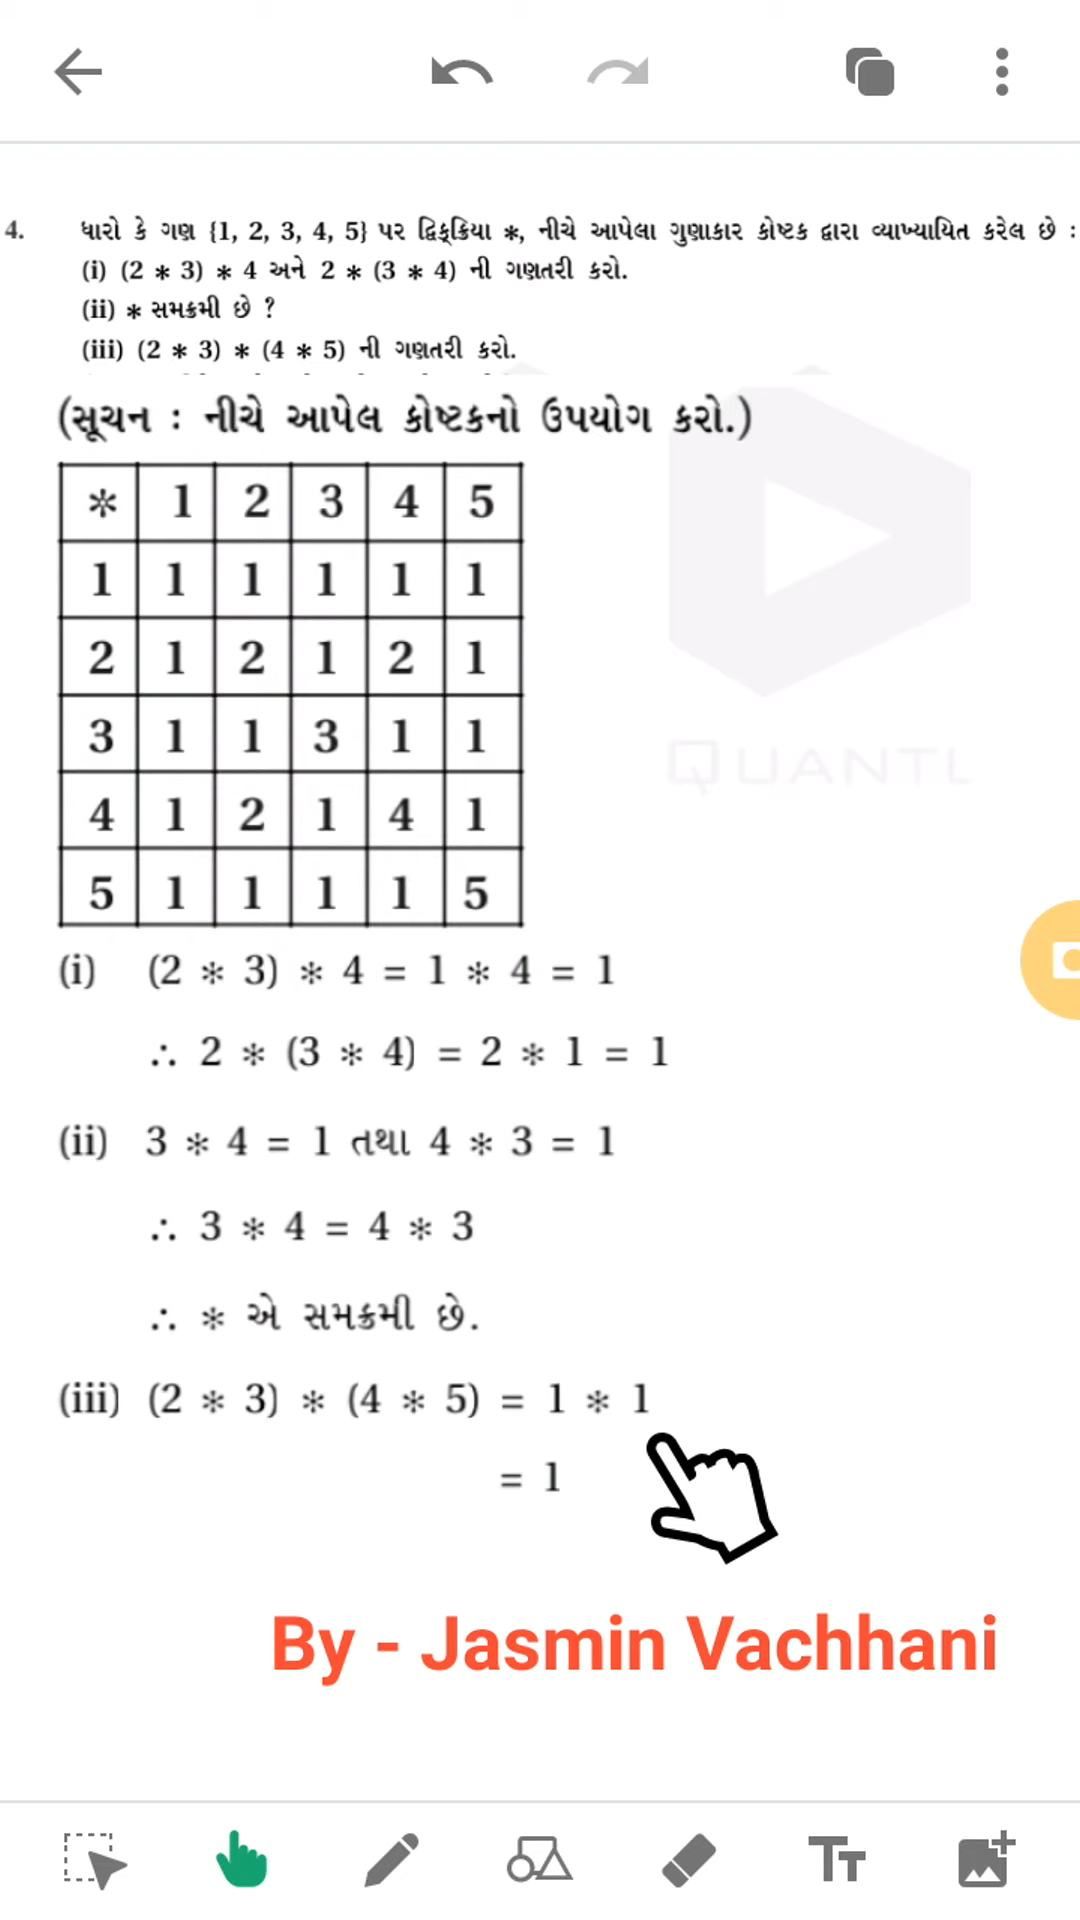 4. ધારો કે ગણ {1, 2, 3, 4, 5} પર દ્વિક્ક્રિયા *, નીચે આપેલા ગુણાકાર કોષ્ટક દ્વારા વ્યાખ્યાયિત કરેલ છે :
(i) (2 * 3) * 4 અને 2 * (3 * 4) ની ગણતરી કરો.
(ii) * સમક્રમી છે ?
(iii) (2 * 3) * (4 * 5) ની ગણતરી કરો.
(સૂચન : નીચે આપેલ કોષ્ટકનો ઉપયોગ કરો.)
* 1 2 3 4 5
1 1 1 1 1 1
2 1 2 1 2 1
3 1 1 3 1 1
4 1 2 1 4 1
5 1 1 1 1 5
QUANTL
(i) (2 * 3) * 4 = 1 * 4 = 1
∴ 2 * (3 * 4) = 2 * 1 = 1
(ii) 3 * 4 = 1 તથા 4 * 3 = 1
∴ 3 * 4 = 4 * 3
∴ * એ સમક્રમી છે.
(iii) (2 * 3) * (4 * 5) = 1 * 1
= 1
By - Jasmin Vachhani
TT